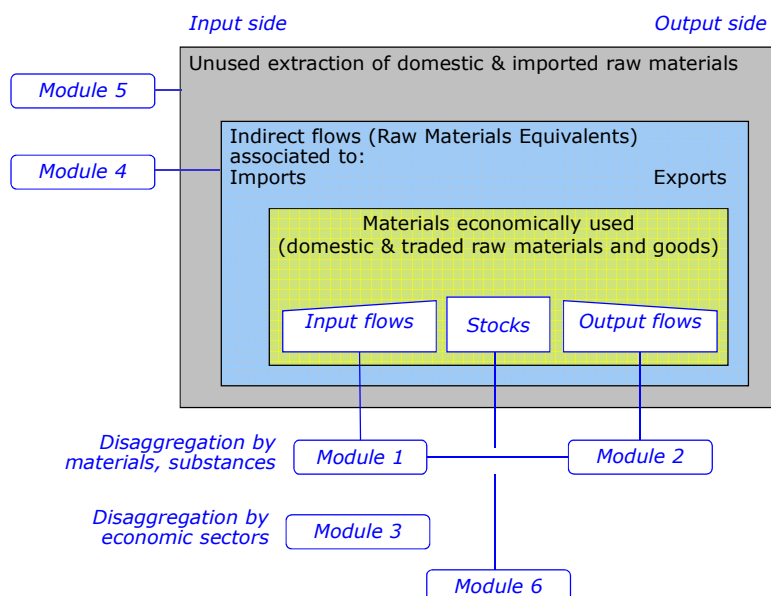 Input side
Output side
Unused extraction of domestic & imported raw materials
Module 5
Indirect flows (Raw Materials Equivalents)
associated to:
Module 4
Imports
Exports
Materials economically used
(domestic & traded raw materials and goods)
Input flows
Stocks
Output flows
Disaggregation by
materials, substances
Module 1
Module 2
Disaggregation by
economic sectors
Module 3
Module 6